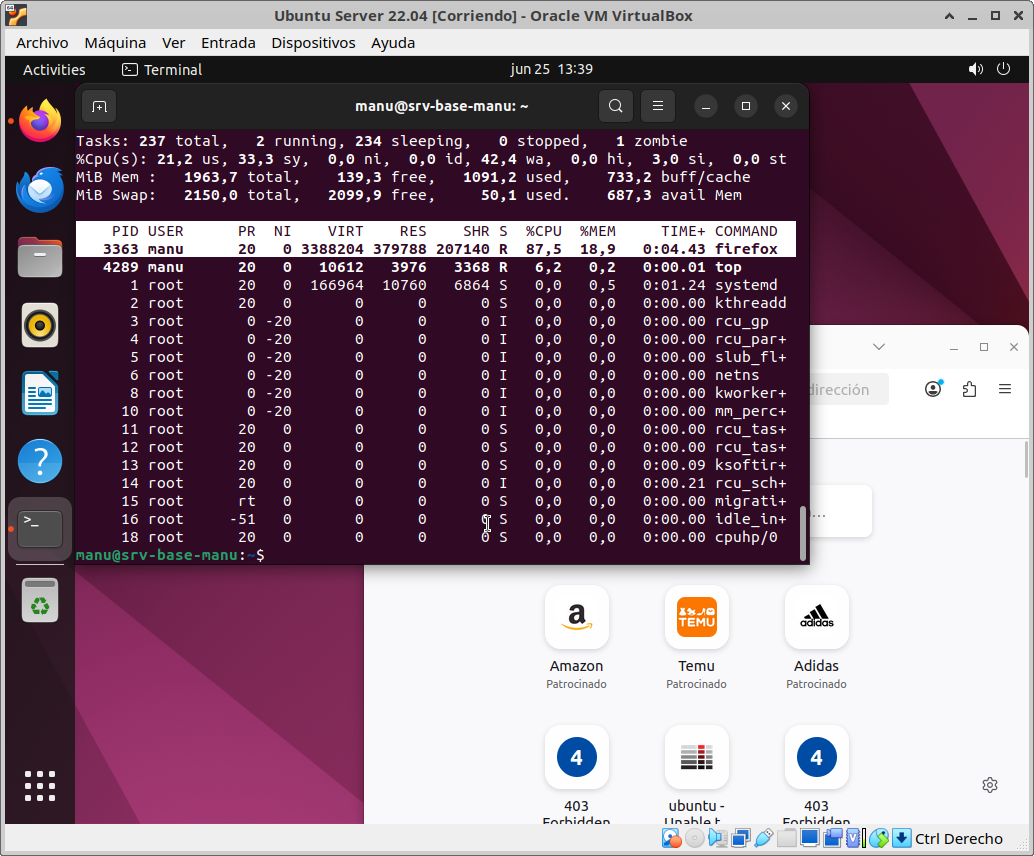 Ubuntu Server 22.04 [Corriendo] - Oracle VM VirtualBox
Archivo Máquina Ver Entrada Dispositivos Ayuda
Activities Terminal jun 25 13:39
manu@srv-base-manu: ~
Tasks: 237 total, 2 running, 234 sleeping, 0 stopped, 1 zombie
%Cpu(s): 21,2 us, 33,3 sy, 0,0 ni, 0,0 id, 42,4 wa, 0,0 hi, 3,0 si, 0,0 st
MiB Mem : 1963,7 total, 139,3 free, 1091,2 used, 733,2 buff/cache
MiB Swap: 2150,0 total, 2099,9 free, 50,1 used. 687,3 avail Mem
PID USER PR NI VIRT RES SHR S %CPU %MEM TIME+ COMMAND
3363 manu 20 0 3388204 379788 207140 R 87,5 18,9 0:04.43 firefox
4289 manu 20 0 10612 3976 3368 R 6,2 0,2 0:00.01 top
1 root 20 0 166964 10760 6864 S 0,0 0,5 0:01.24 systemd
2 root 20 0 0 0 0 S 0,0 0,0 0:00.00 kthreadd
3 root 0 -20 0 0 0 I 0,0 0,0 0:00.00 rcu_gp
4 root 0 -20 0 0 0 I 0,0 0,0 0:00.00 rcu_par+
5 root 0 -20 0 0 0 I 0,0 0,0 0:00.00 slub_fl+
6 root 0 -20 0 0 0 I 0,0 0,0 0:00.00 netns
8 root 0 -20 0 0 0 I 0,0 0,0 0:00.00 kworker+
10 root 0 -20 0 0 0 I 0,0 0,0 0:00.00 mm_perc+
11 root 20 0 0 0 0 S 0,0 0,0 0:00.00 rcu_tas+
12 root 20 0 0 0 0 S 0,0 0,0 0:00.00 rcu_tas+
13 root 20 0 0 0 0 S 0,0 0,0 0:00.09 ksoftir+
14 root 20 0 0 0 0 I 0,0 0,0 0:00.21 rcu_sch+
15 root rt 0 0 0 0 S 0,0 0,0 0:00.00 migrati+
16 root -51 0 0 0 0 S 0,0 0,0 0:00.00 idle_in+
18 root 20 0 0 0 0 S 0,0 0,0 0:00.00 cpuhp/0
manu@srv-base-manu:~$
dirección
...
a
TEMU
adidas
Amazon Temu Adidas
Patrocinado Patrocinado Patrocinado
4 4
403 ubuntu - 403
Forbidden Unable t... Forbidden
Ctrl Derecho